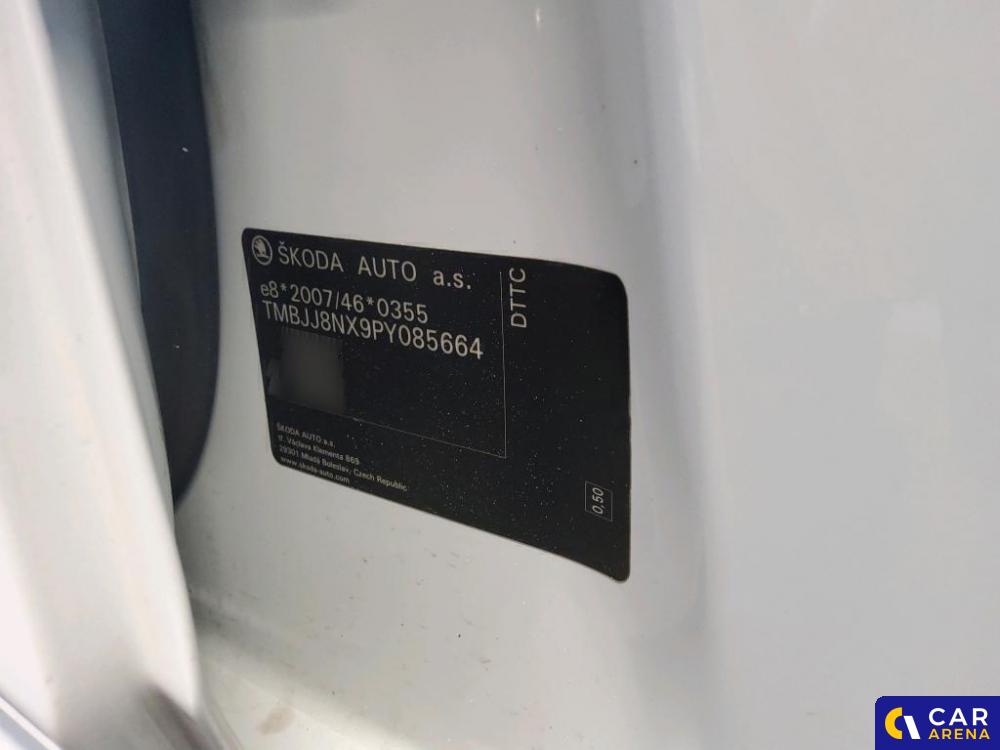 ŠKODA AUTO a.s.
e8*2007/46*0355
TMBJJ8NX9PY085664
DTTC
ŠKODA AUTO a.s.
tř. Václava Klementa 869
29301 Mladá Boleslav, Czech Republic
www.skoda-auto.com
0,50
CAR
ARENA